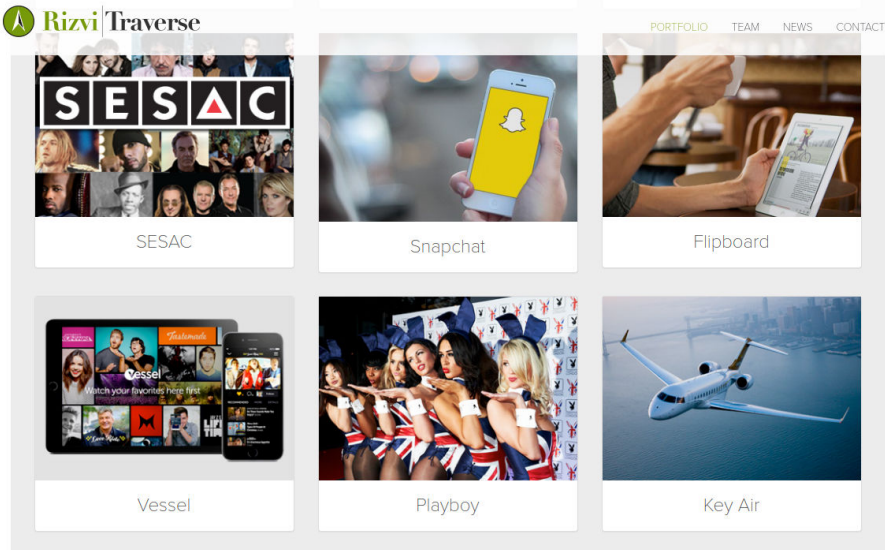 Rizvi Traverse
PORTFOLIO TEAM NEWS CONTACT
SESAC
SESAC Snapchat Flipboard
Tastemade
Vessel
Watch your favorites here first
Vessel Playboy Key Air